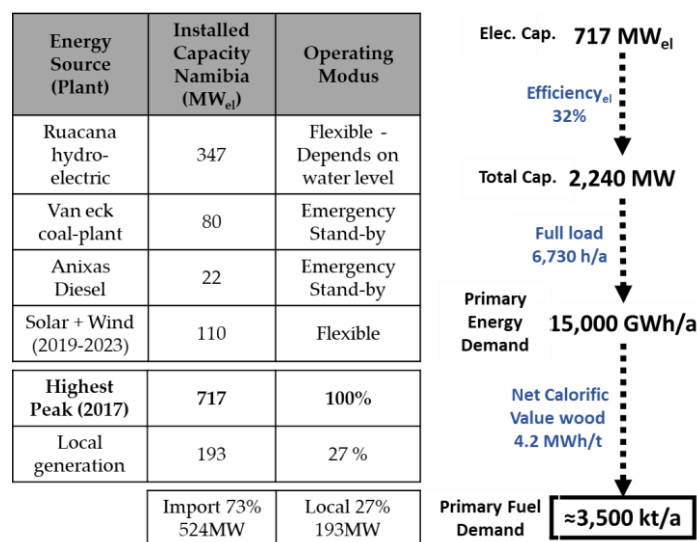 Energy
Source
(Plant)
Installed
Capacity
Namibia
(MWel)
Operating
Modus
Ruacana
hydro-
electric
347
Flexible -
Depends on
water level
Van eck
coal-plant
80
Emergency
Stand-by
Anixas
Diesel
22
Emergency
Stand-by
Solar + Wind
(2019-2023)
110
Flexible
Highest
Peak (2017)
717
100%
Local
generation
193
27 %
Import 73%
524MW
Local 27%
193MW
Elec. Cap. 717 MWel
Efficiencyel
32%
Total Cap. 2,240 MW
Full load
6,730 h/a
Primary
Energy
Demand
15,000 GWh/a
Net Calorific
Value wood
4.2 MWh/t
Primary Fuel
Demand
≈3,500 kt/a